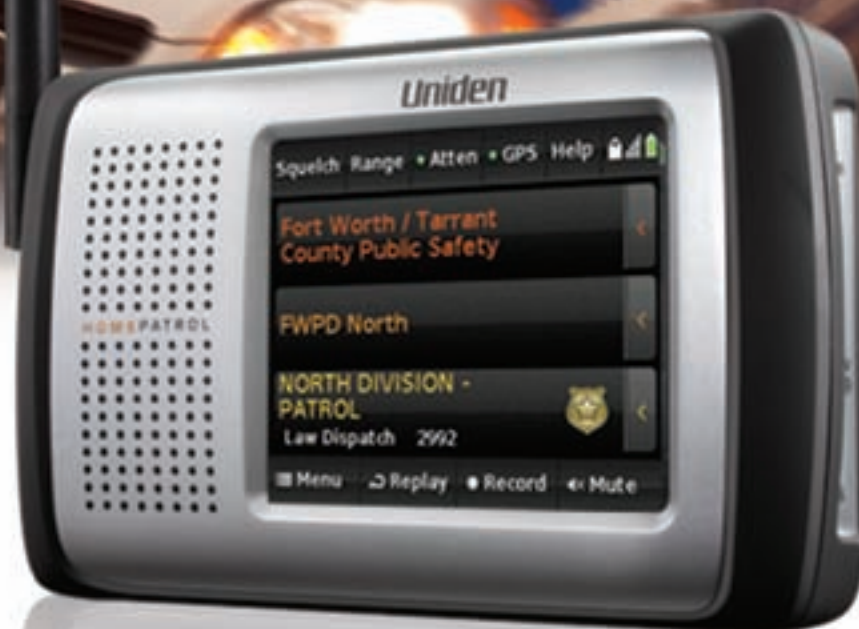 Uniden
Squelch Range • Atten • GPS Help
Fort Worth / Tarrant
County Public Safety
FWPD North
NORTH DIVISION -
PATROL
Law Dispatch 2992
Menu Replay Record Mute
HOMEPATROL